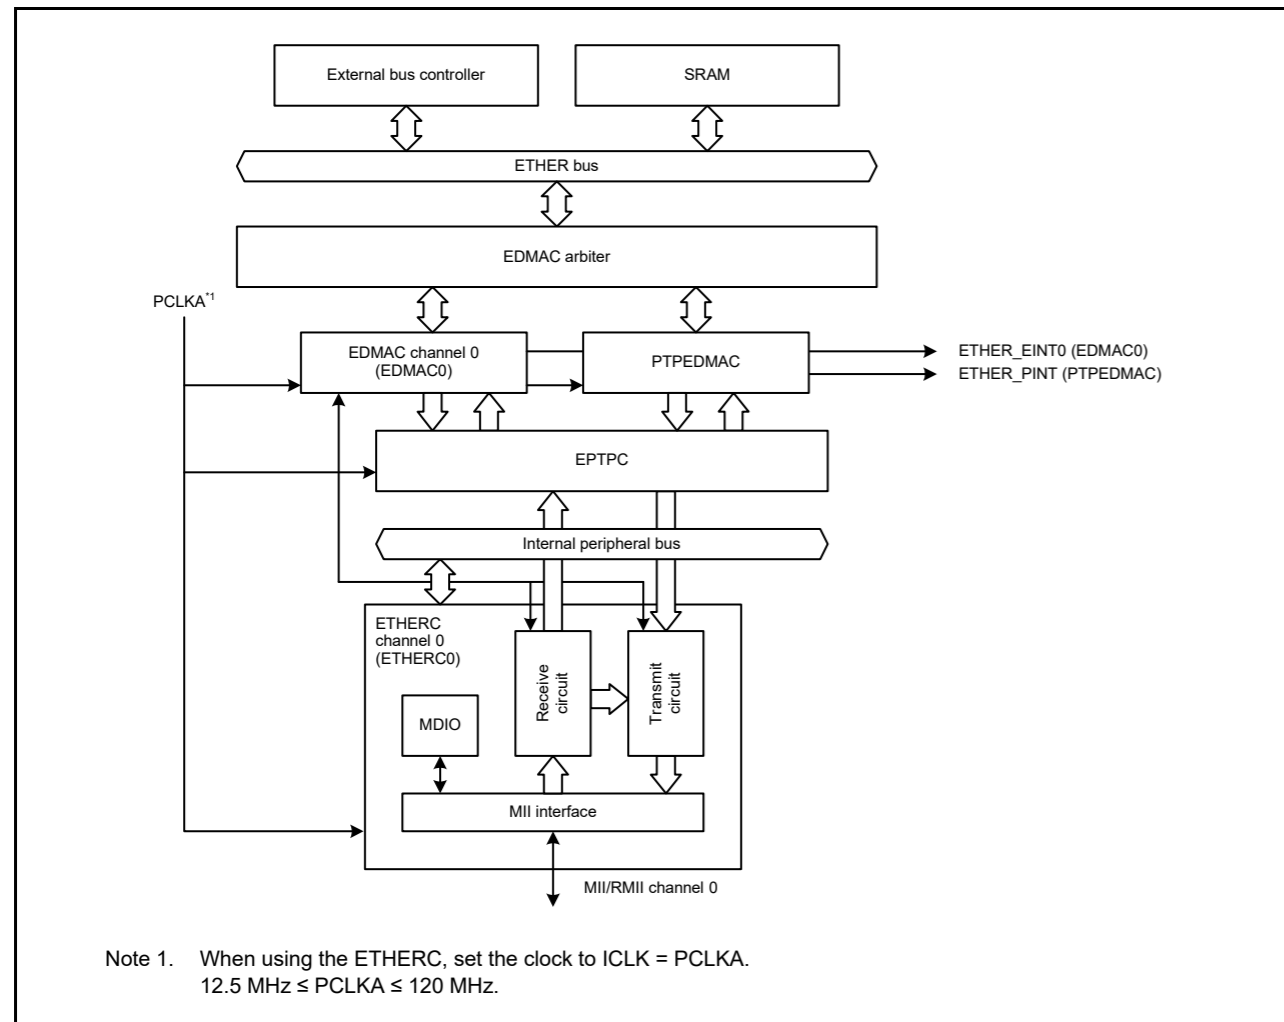 External bus controller
SRAM
ETHER bus
EDMAC arbiter
PCLKA*1
EDMAC channel 0
(EDMAC0)
PTPEDMAC
ETHER_EINT0 (EDMAC0)
ETHER_PINT (PTPEDMAC)
EPTPC
Internal peripheral bus
ETHERC
channel 0
(ETHERC0)
Receive
circuit
Transmit
circuit
MDIO
MII interface
MII/RMII channel 0
Note 1. When using the ETHERC, set the clock to ICLK = PCLKA.
12.5 MHz ≤ PCLKA ≤ 120 MHz.